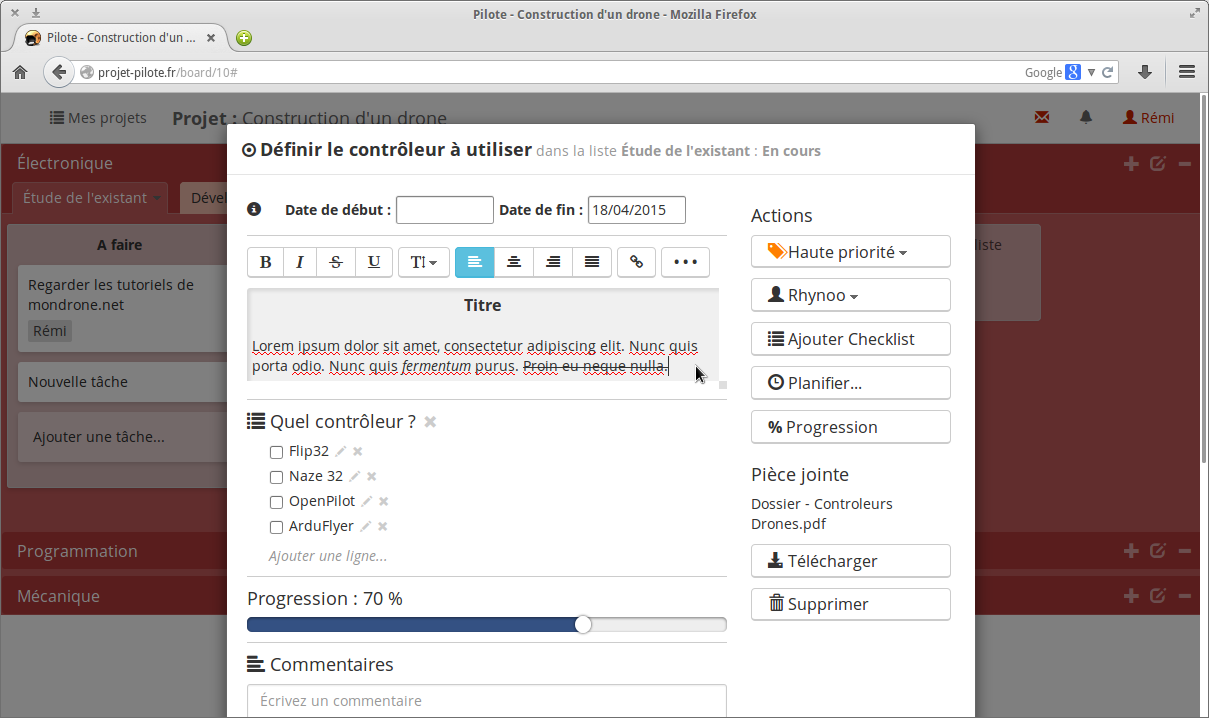 Pilote - Construction d'un drone - Mozilla Firefox
Pilote - Construction d'un ...
projet-pilote.fr/board/10#
Google
Mes projets
Projet : Construction d'un drone
Rémi
Électronique
Étude de l'existant
Déve
A faire
Regarder les tutoriels de
mondrone.net
Rémi
Nouvelle tâche
Ajouter une tâche...
liste
Programmation
Mécanique
Définir le contrôleur à utiliser dans la liste Étude de l'existant : En cours
Date de début :
Date de fin : 18/04/2015
B I S U T
Titre
Lorem ipsum dolor sit amet, consectetur adipiscing elit. Nunc quis
porta odio. Nunc quis fermentum purus. Proin eu neque nulla.
Quel contrôleur ?
Flip32
Naze 32
OpenPilot
ArduFlyer
Ajouter une ligne...
Progression : 70 %
Commentaires
Écrivez un commentaire
Actions
Haute priorité
Rhynoo
Ajouter Checklist
Planifier...
% Progression
Pièce jointe
Dossier - Controleurs
Drones.pdf
Télécharger
Supprimer